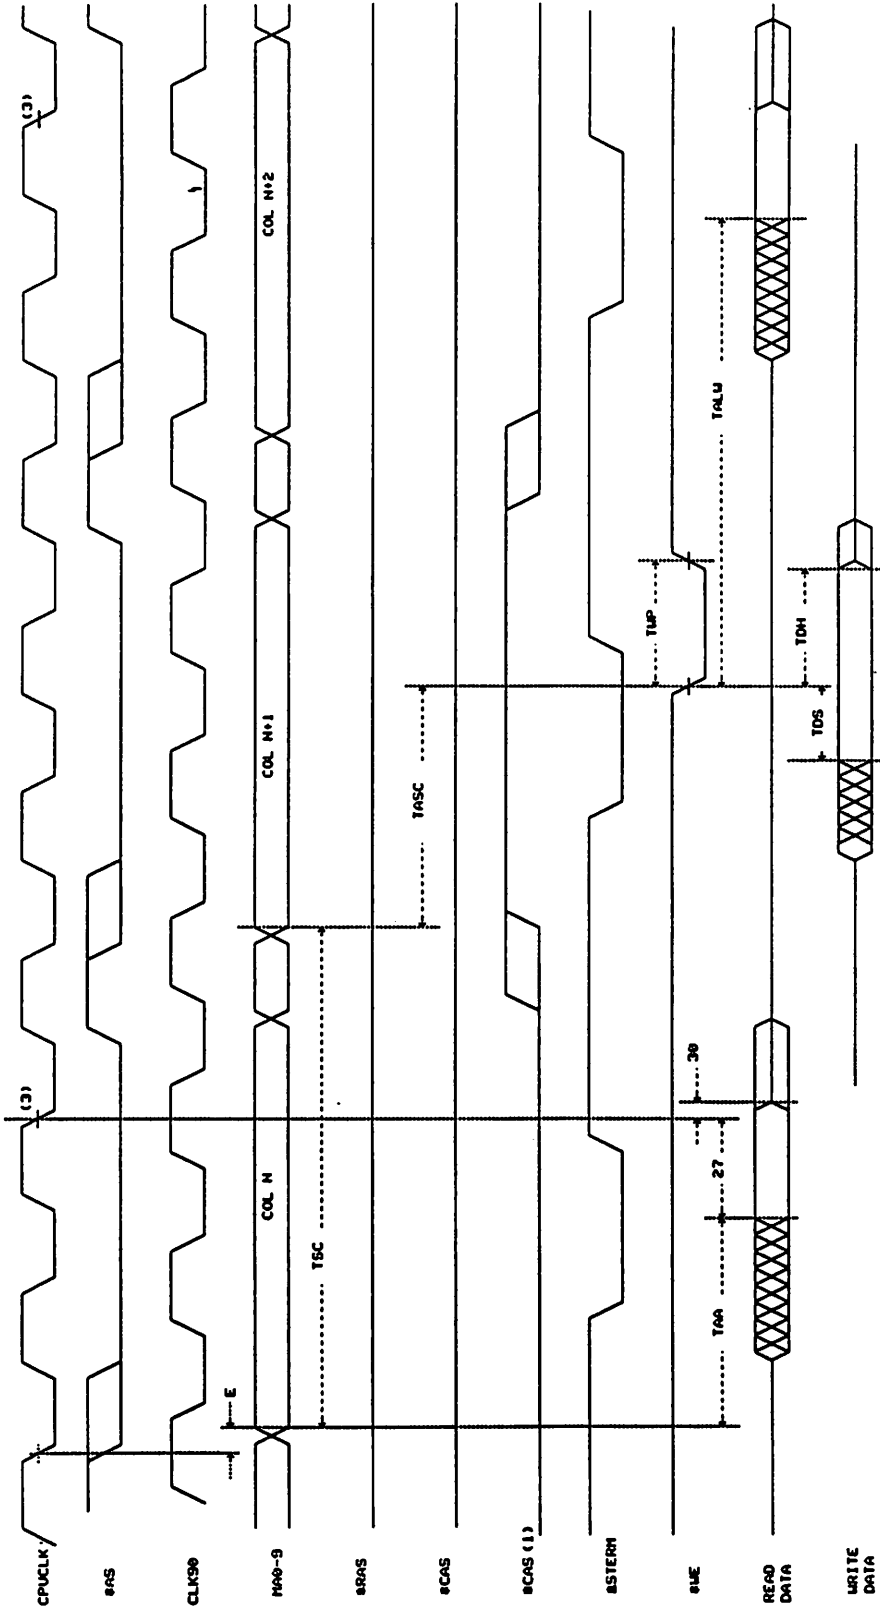 CPUCLK
(3)
(3)
*AS
E
CLK90
MA0-9
COL N
COL N+1
COL N+2
TSC
*RAS
TASC
*CAS
*CAS(1)
*STERM
TWP
*WE
30
TAA
27
TALW
READ
DATA
TDH
TDS
WRITE
DATA